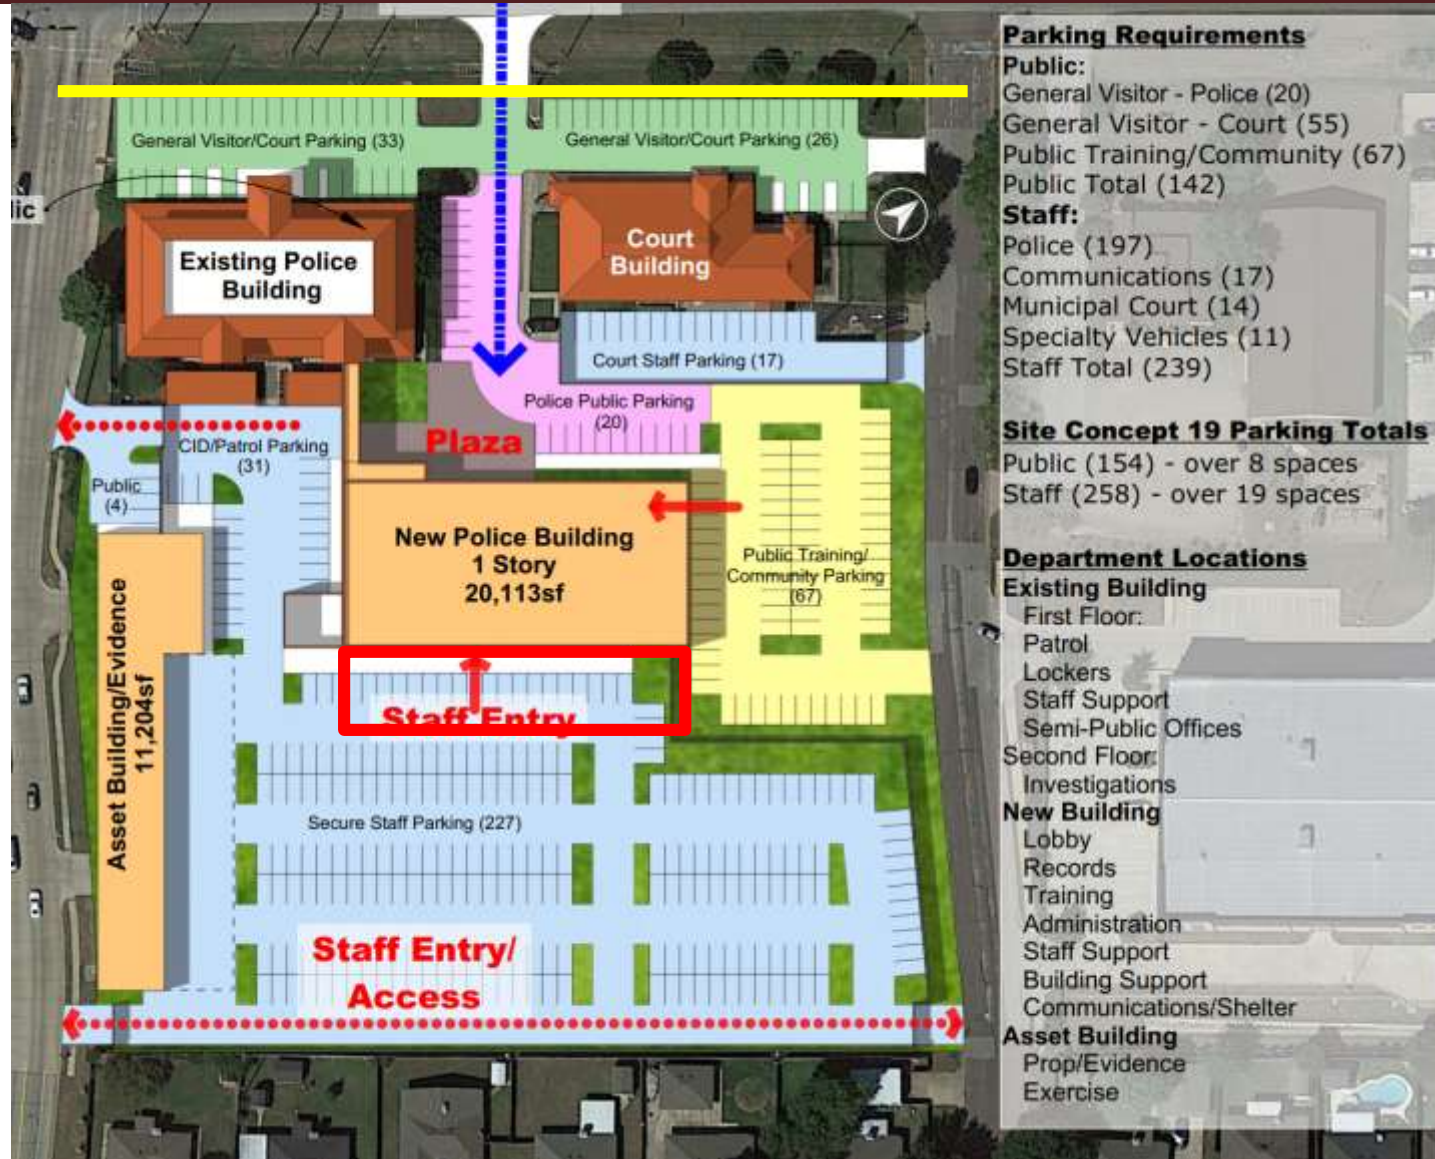 General Visitor/Court Parking (33)
General Visitor/Court Parking (26)
lic
Existing Police
Building
Court
Building
Court Staff Parking (17)
Police Public Parking
(20)
Plaza
CID/Patrol Parking
(31)
Public
(4)
New Police Building
1 Story
20,113sf
Public Training/
Community Parking
(67)
Asset Building/Evidence
11,204sf
Staff Entry
Secure Staff Parking (227)
Staff Entry/
Access
Parking Requirements
Public:
General Visitor - Police (20)
General Visitor - Court (55)
Public Training/Community (67)
Public Total (142)
Staff:
Police (197)
Communications (17)
Municipal Court (14)
Specialty Vehicles (11)
Staff Total (239)
Site Concept 19 Parking Totals
Public (154) - over 8 spaces
Staff (258) - over 19 spaces
Department Locations
Existing Building
First Floor:
Patrol
Lockers
Staff Support
Semi-Public Offices
Second Floor:
Investigations
New Building
Lobby
Records
Training
Administration
Staff Support
Building Support
Communications/Shelter
Asset Building
Prop/Evidence
Exercise